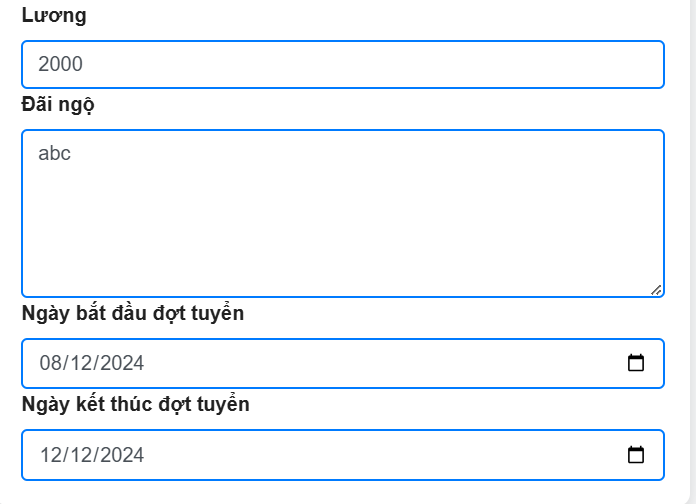 Lương
2000
Đãi ngộ
abc
Ngày bắt đầu đợt tuyển
08/12/2024
Ngày kết thúc đợt tuyển
12/12/2024